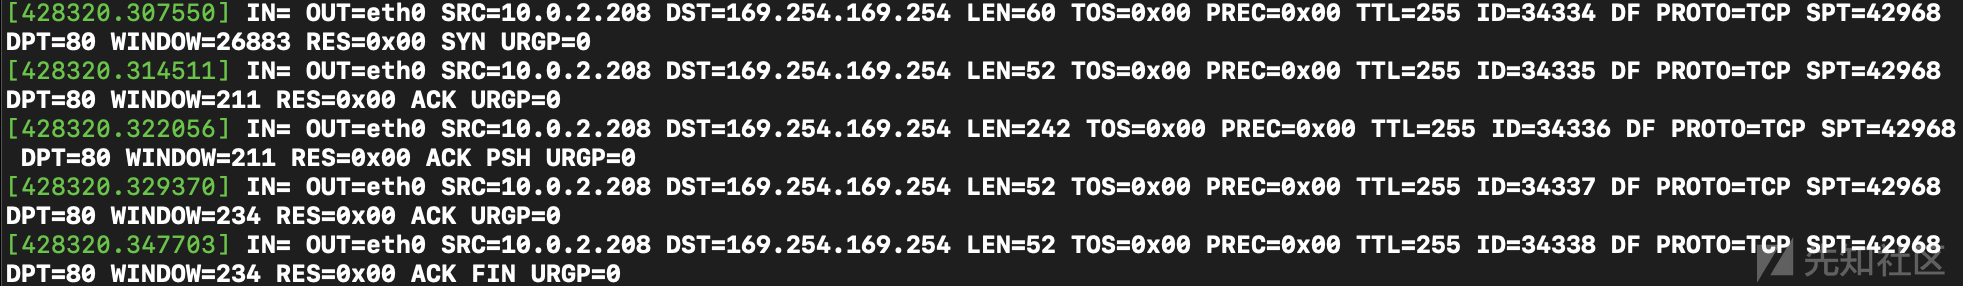 [428320.307550] IN= OUT=eth0 SRC=10.0.2.208 DST=169.254.169.254 LEN=60 TOS=0x00 PREC=0x00 TTL=255 ID=34334 DF PROTO=TCP SPT=42968
DPT=80 WINDOW=26883 RES=0x00 SYN URGP=0
[428320.314511] IN= OUT=eth0 SRC=10.0.2.208 DST=169.254.169.254 LEN=52 TOS=0x00 PREC=0x00 TTL=255 ID=34335 DF PROTO=TCP SPT=42968
DPT=80 WINDOW=211 RES=0x00 ACK URGP=0
[428320.322056] IN= OUT=eth0 SRC=10.0.2.208 DST=169.254.169.254 LEN=242 TOS=0x00 PREC=0x00 TTL=255 ID=34336 DF PROTO=TCP SPT=42968
DPT=80 WINDOW=211 RES=0x00 ACK PSH URGP=0
[428320.329370] IN= OUT=eth0 SRC=10.0.2.208 DST=169.254.169.254 LEN=52 TOS=0x00 PREC=0x00 TTL=255 ID=34337 DF PROTO=TCP SPT=42968
DPT=80 WINDOW=234 RES=0x00 ACK URGP=0
[428320.347703] IN= OUT=eth0 SRC=10.0.2.208 DST=169.254.169.254 LEN=52 TOS=0x00 PREC=0x00 TTL=255 ID=34338 DF PROTO=TCP SPT=42968
DPT=80 WINDOW=234 RES=0x00 ACK FIN URGP=0
先知社区